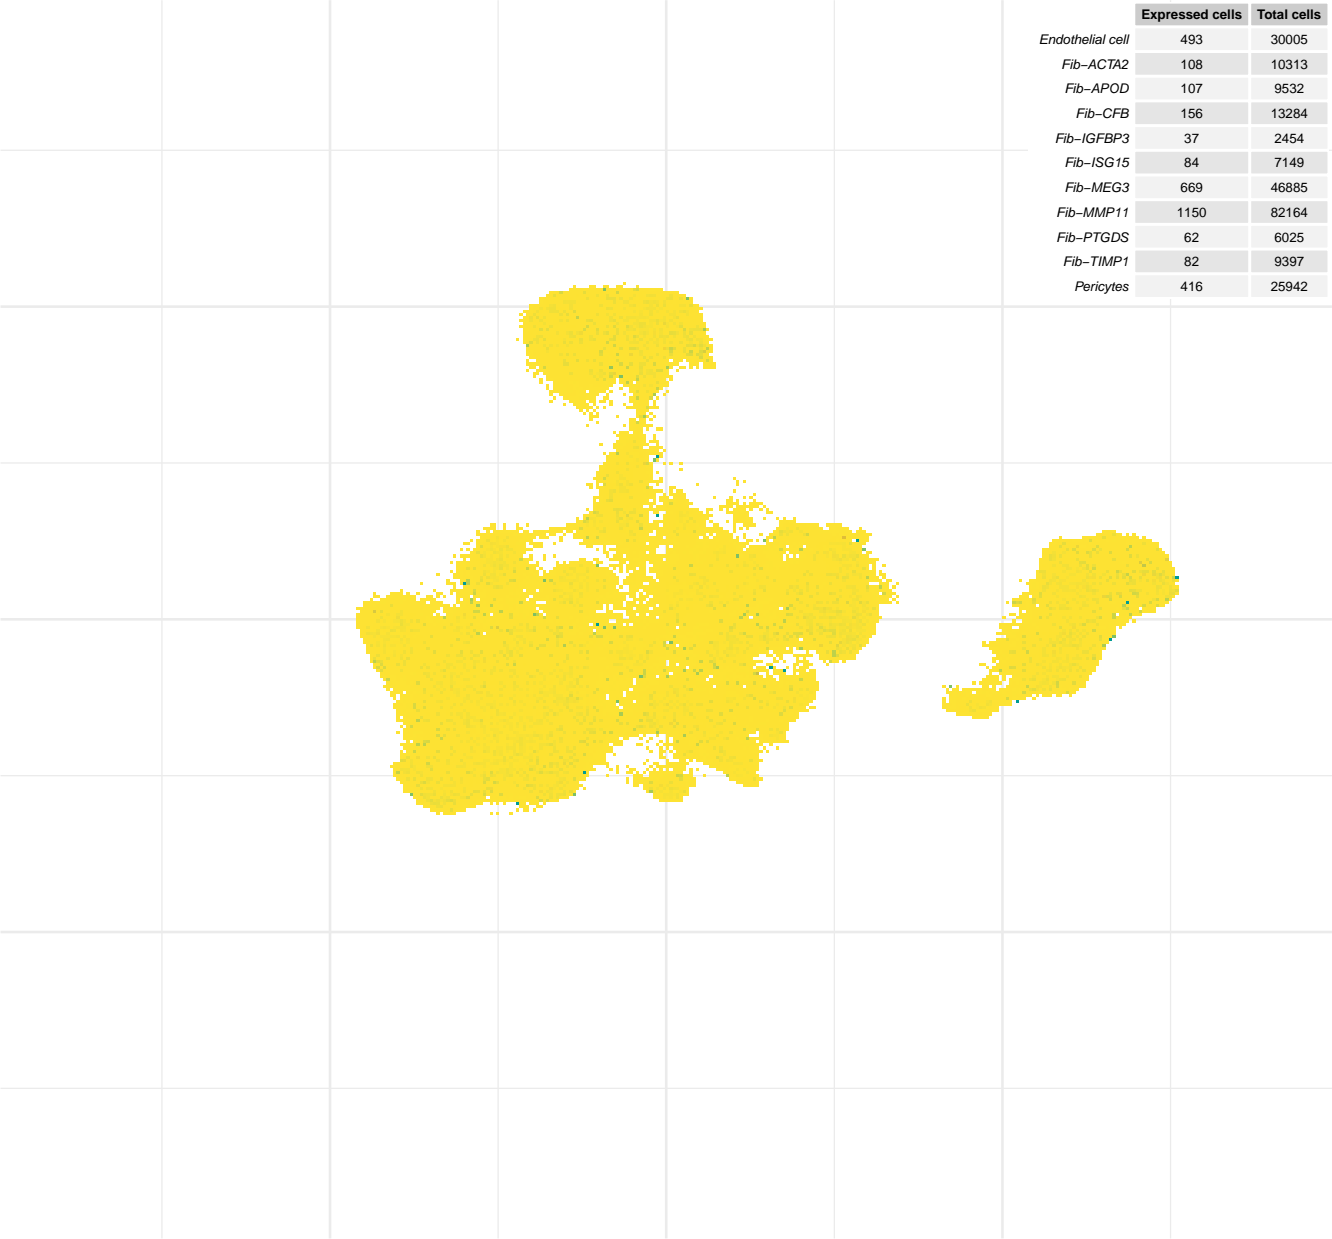 Expressed cells Total cells
Endothelial cell 493 30005
Fib−ACTA2 108 10313
Fib−APOD 107 9532
Fib−CFB 156 13284
Fib−IGFBP3 37 2454
Fib−ISG15 84 7149
Fib−MEG3 669 46885
Fib−MMP11 1150 82164
Fib−PTGDS 62 6025
Fib−TIMP1 82 9397
Pericytes 416 25942